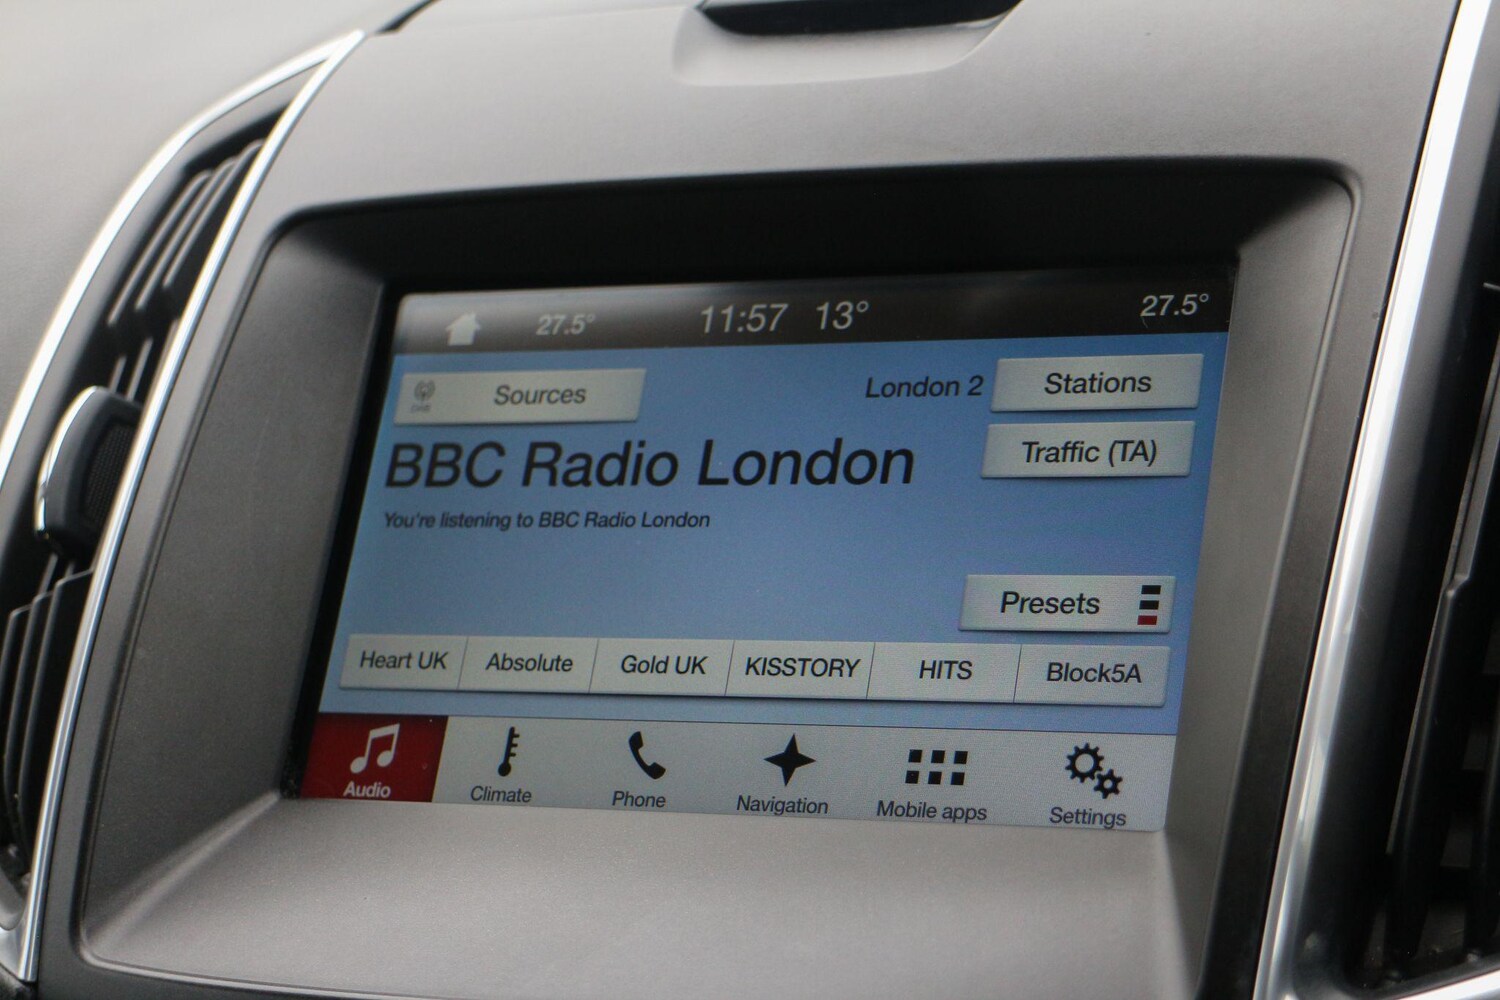 27.5° 11:57 13° 27.5°
Sources
London 2
Stations
BBC Radio London
Traffic (TA)
You're listening to BBC Radio London
Presets
Heart UK Absolute Gold UK KISSTORY HITS Block5A
Audio Climate Phone Navigation Mobile apps Settings